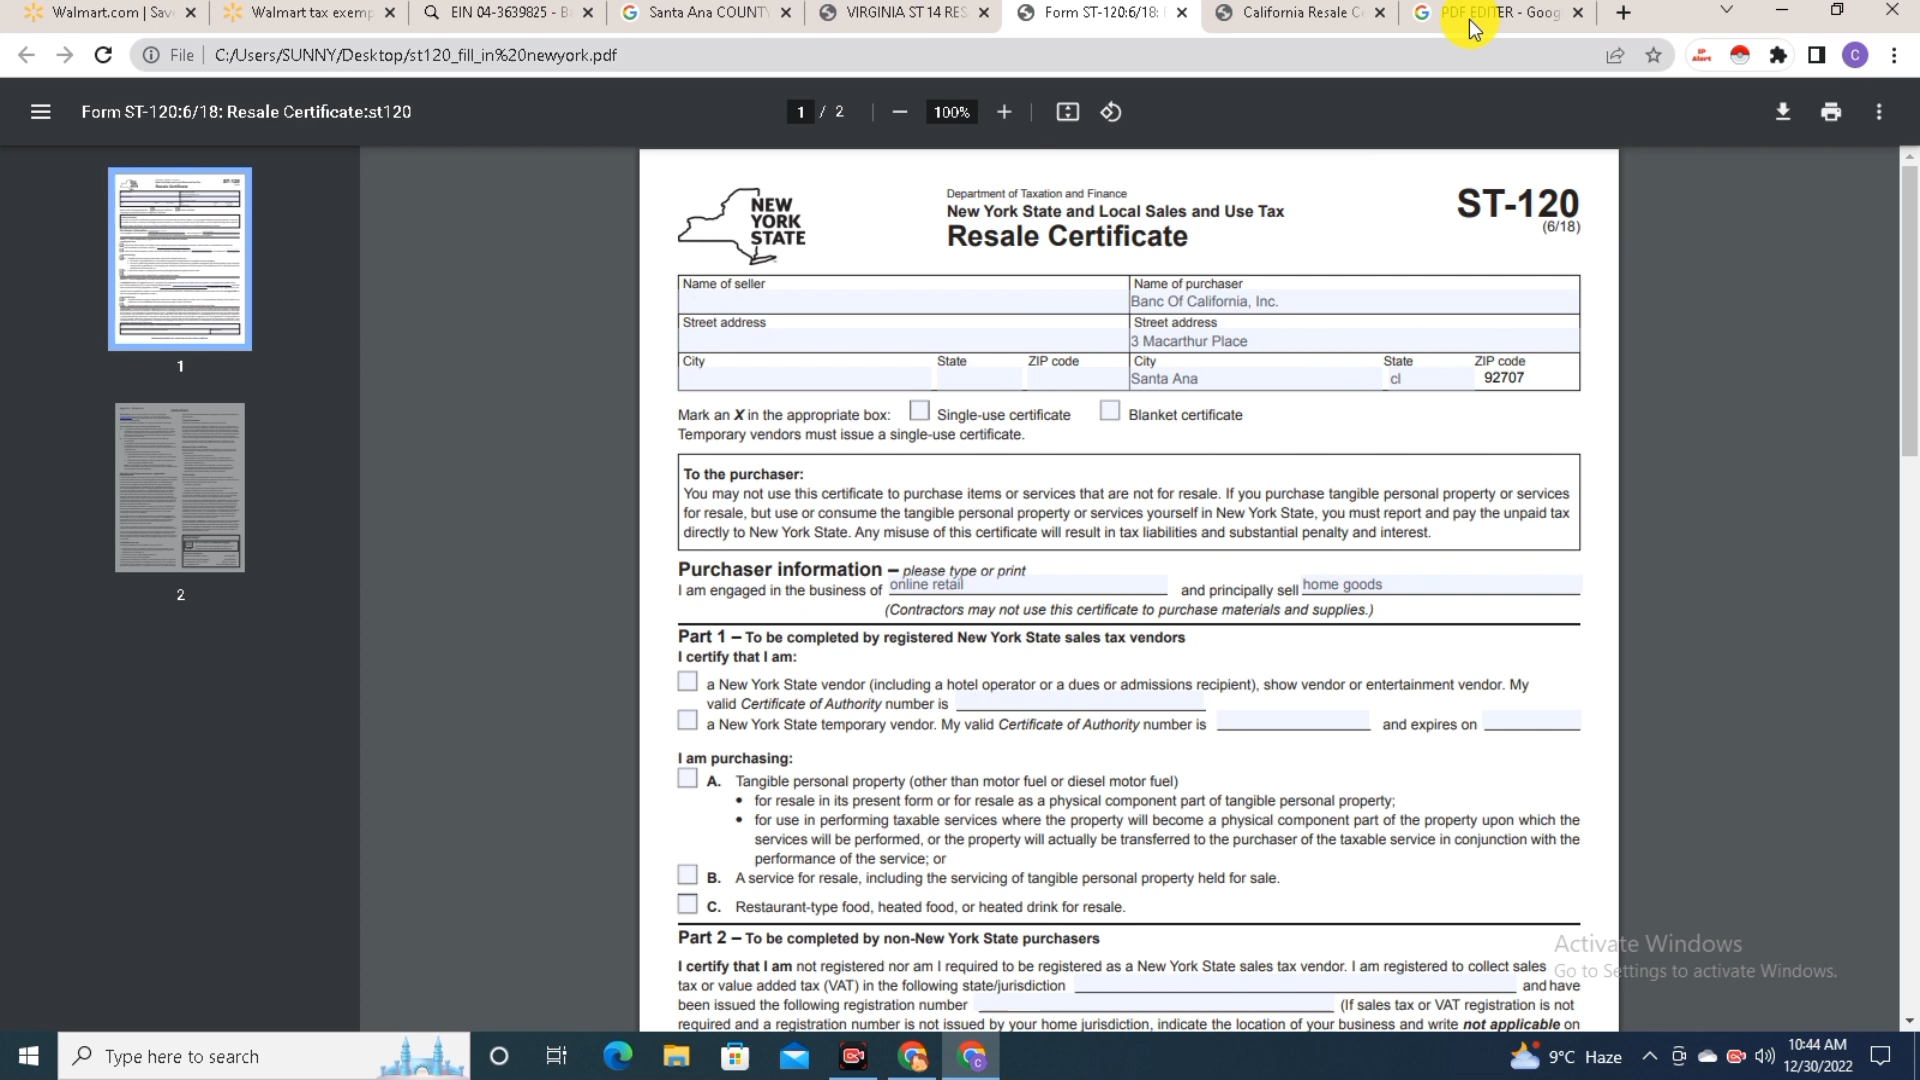 Walmart.com | Sav
Walmart tax exemp
EIN 04-3639825 - B
Santa Ana COUNTY
VIRGINIA ST 14 RES
Form ST-120:6/18:
California Resale C
PDF EDITER - Goog
File
C:/Users/SUNNY/Desktop/st120_fill_in%20newyork.pdf
IP Alert
C
Form ST-120:6/18: Resale Certificate:st120
1 / 2
100%
1
2
NEW YORK STATE
Department of Taxation and Finance
New York State and Local Sales and Use Tax
Resale Certificate
ST-120
(6/18)
Name of seller
Name of purchaser
Banc Of California, Inc.
Street address
Street address
3 Macarthur Place
City State ZIP code
City State ZIP code
Santa Ana cl 92707
Mark an X in the appropriate box: Single-use certificate Blanket certificate
Temporary vendors must issue a single-use certificate.
To the purchaser:
You may not use this certificate to purchase items or services that are not for resale. If you purchase tangible personal property or services
for resale, but use or consume the tangible personal property or services yourself in New York State, you must report and pay the unpaid tax
directly to New York State. Any misuse of this certificate will result in tax liabilities and substantial penalty and interest.
Purchaser information – please type or print
I am engaged in the business of online retail and principally sell home goods
(Contractors may not use this certificate to purchase materials and supplies.)
Part 1 – To be completed by registered New York State sales tax vendors
I certify that I am:
a New York State vendor (including a hotel operator or a dues or admissions recipient), show vendor or entertainment vendor. My
valid Certificate of Authority number is
a New York State temporary vendor. My valid Certificate of Authority number is and expires on
I am purchasing:
A. Tangible personal property (other than motor fuel or diesel motor fuel)
• for resale in its present form or for resale as a physical component part of tangible personal property;
• for use in performing taxable services where the property will become a physical component part of the property upon which the
services will be performed, or the property will actually be transferred to the purchaser of the taxable service in conjunction with the
performance of the service; or
B. A service for resale, including the servicing of tangible personal property held for sale.
C. Restaurant-type food, heated food, or heated drink for resale.
Part 2 – To be completed by non-New York State purchasers
I certify that I am not registered nor am I required to be registered as a New York State sales tax vendor. I am registered to collect sales
tax or value added tax (VAT) in the following state/jurisdiction and have
been issued the following registration number (If sales tax or VAT registration is not
required and a registration number is not issued by your home jurisdiction, indicate the location of your business and write not applicable on
Activate Windows
Go to Settings to activate Windows.
Type here to search
9°C Haze
10:44 AM
12/30/2022